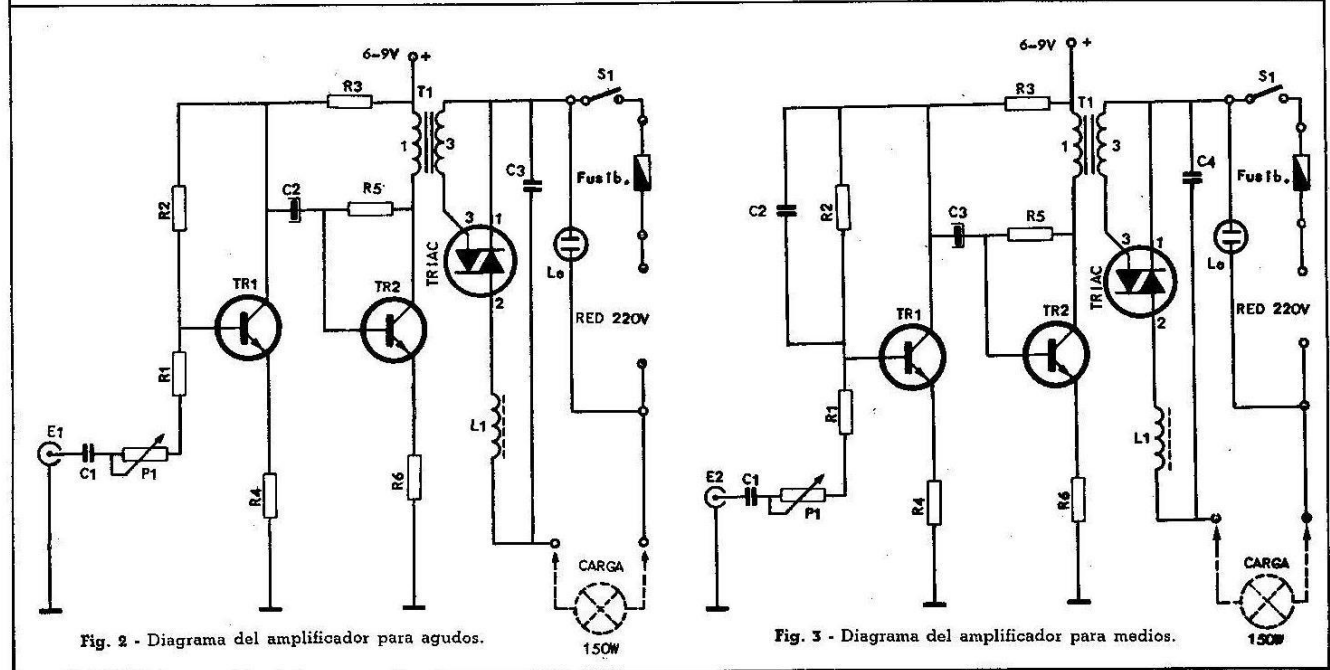 6-9V +
R3
T1
S1
1
3
C3
Fusib.
R2
C2
R5
3
1
TRIAC
2
Lo
TR1
TR2
RED 220V
R1
L1
E1
C1
P1
R4
R6
CARGA
150W
Fig. 2 - Diagrama del amplificador para agudos.
6-9V +
R3
T1
S1
1
3
C4
Fusib.
C2
R2
C3
R5
3
1
TRIAC
2
Lo
TR1
TR2
RED 220V
R1
L1
E2
C1
P1
R4
R6
CARGA
150W
Fig. 3 - Diagrama del amplificador para medios.